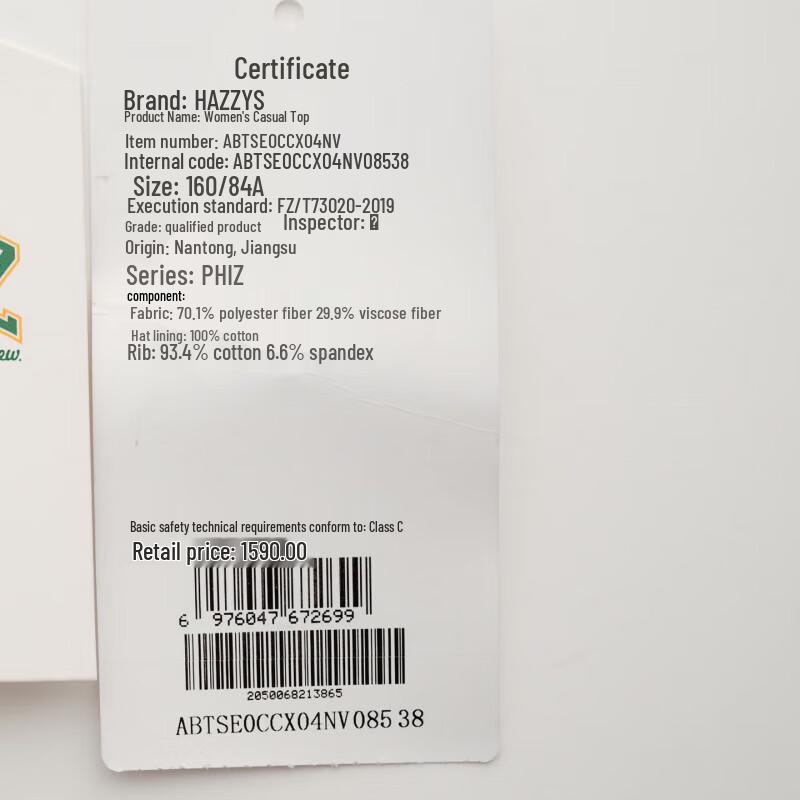 Certificate
Brand: HAZZYS
Product Name: Women's Casual Top
Item number: ABTSE0CCX04NV
Internal code: ABTSE0CCX04NV08538
Size: 160/84A
Execution standard: FZ/T73020-2019
Grade: qualified product Inspector:
Origin: Nantong, Jiangsu
Series: PHIZ
component:
Fabric: 70.1% polyester fiber 29.9% viscose fiber
Hat lining: 100% cotton
Rib: 93.4% cotton 6.6% spandex
ew.
Basic safety technical requirements conform to: Class C
Retail price: 1590.00
6 976047 672699
2050068213865
ABTSE0CCX04NV08538